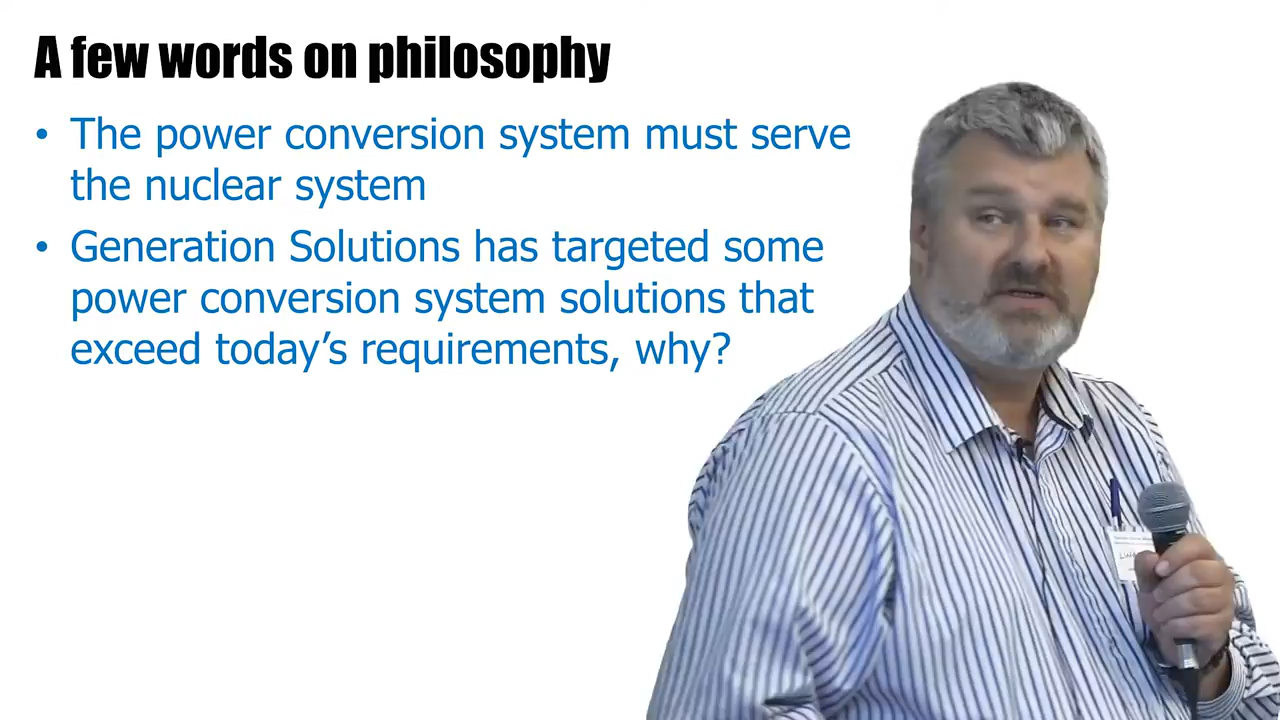 A few words on philosophy
• The power conversion system must serve
the nuclear system
• Generation Solutions has targeted some
power conversion system solutions that
exceed today's requirements, why?